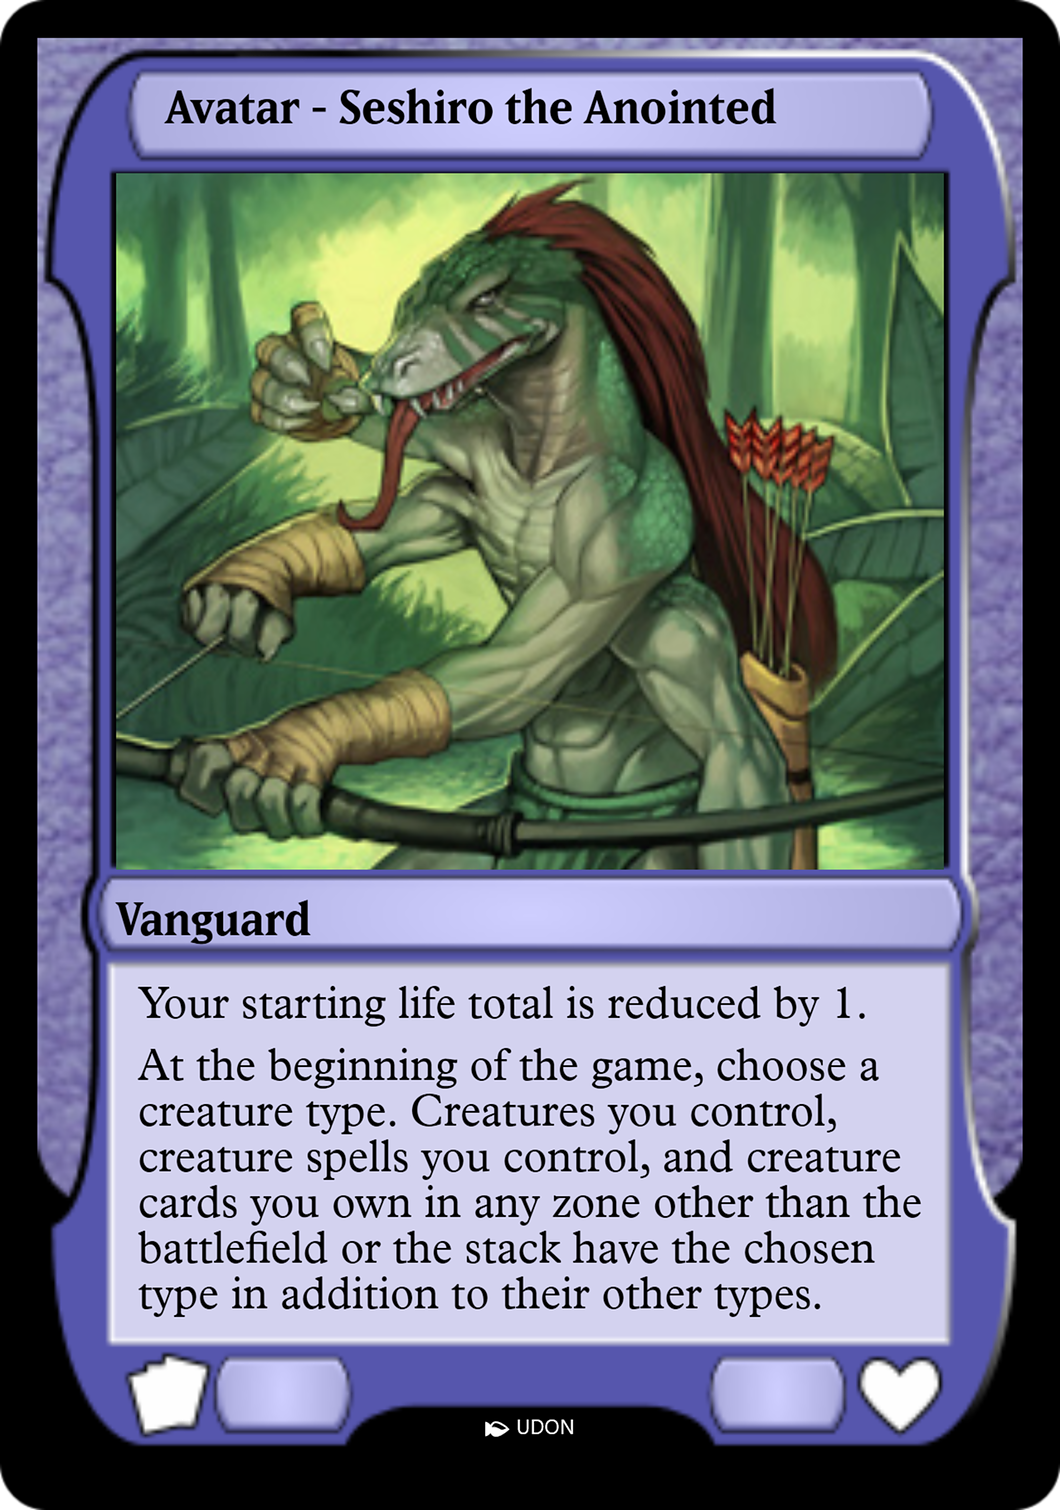 Avatar - Seshiro the Anointed
Vanguard
Your starting life total is reduced by 1.
At the beginning of the game, choose a
creature type. Creatures you control,
creature spells you control, and creature
cards you own in any zone other than the
battlefield or the stack have the chosen
type in addition to their other types.
UDON